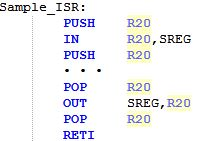 Sample_ISR:
PUSH R20
IN R20,SREG
PUSH R20
• • •
POP R20
OUT SREG,R20
POP R20
RETI